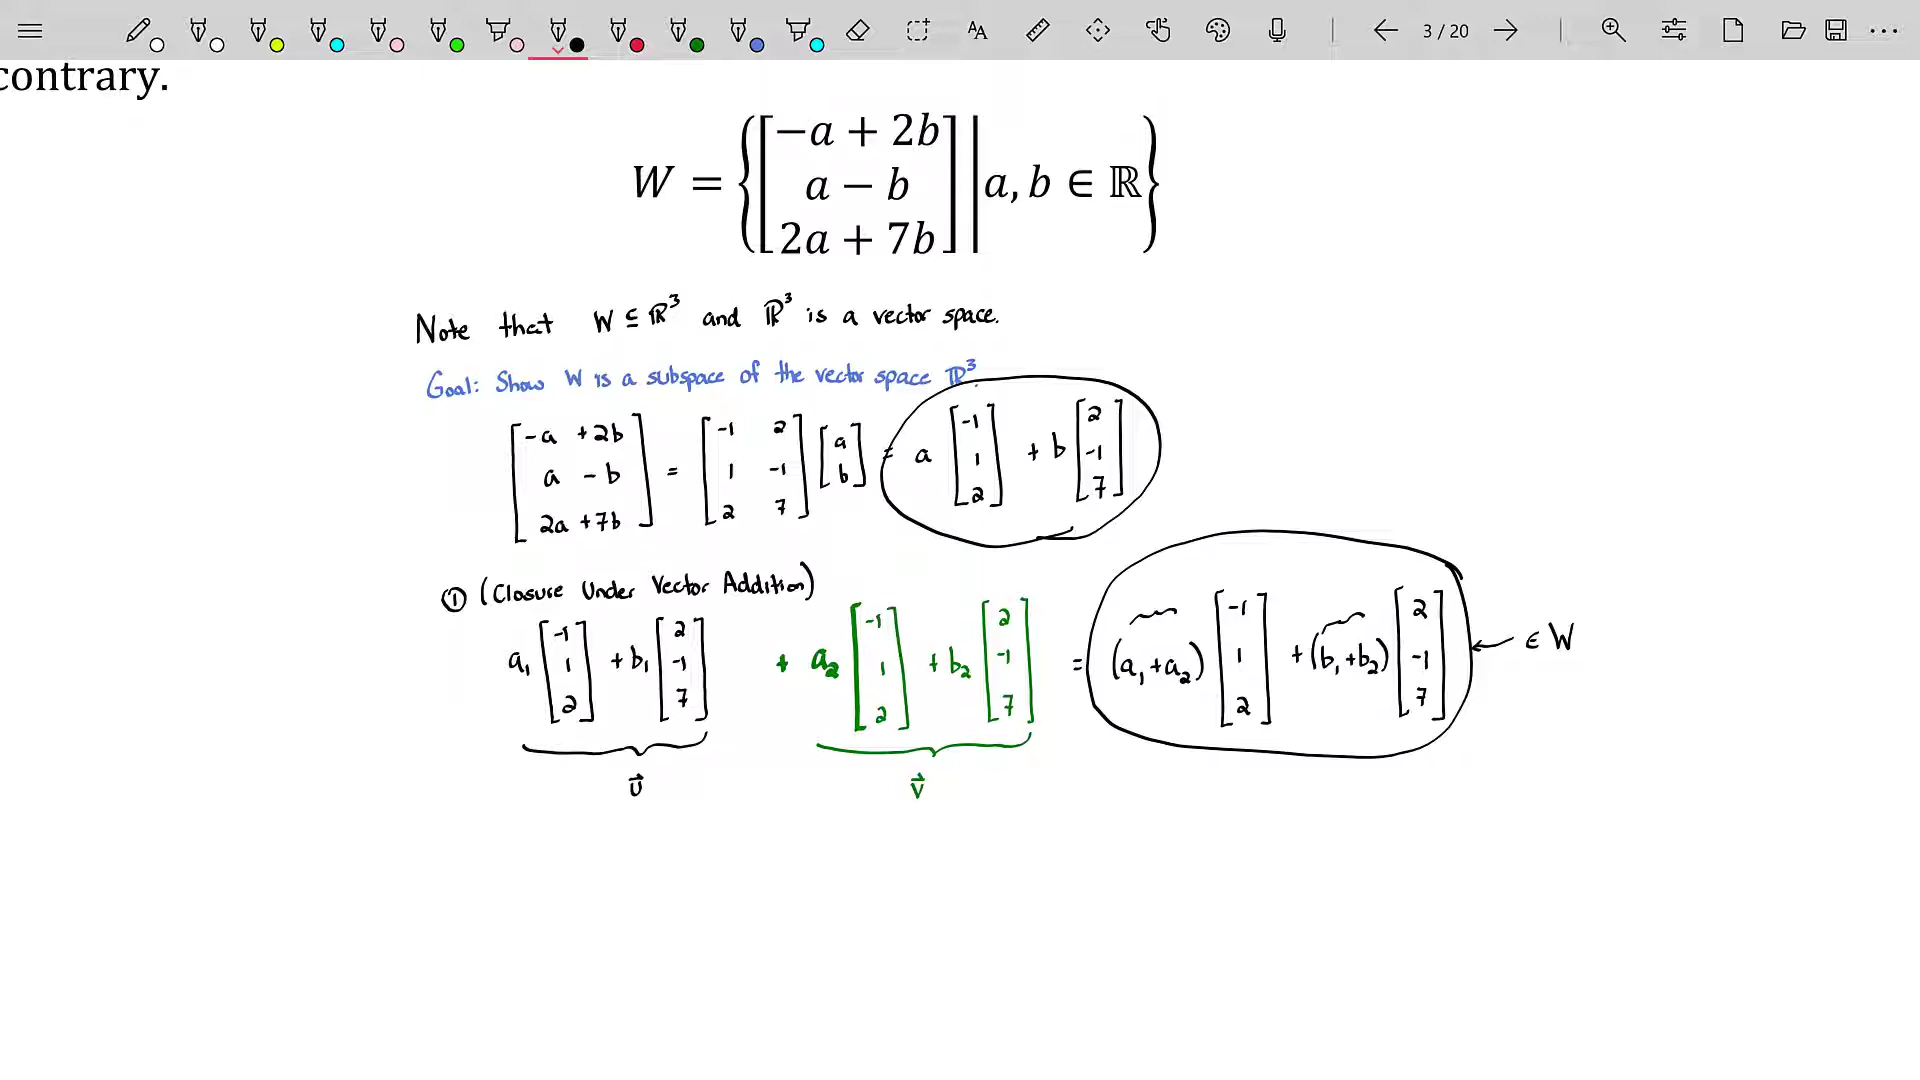 3 / 20
contrary.
W = { [ −a + 2b ; a − b ; 2a + 7b ] | a, b ∈ ℝ }
Note that W ⊆ ℝ³ and ℝ³ is a vector space.
Goal: Show W is a subspace of the vector space ℝ³.
[ -a +2b ; a - b ; 2a +7b ] = [ -1 2 ; 1 -1 ; 2 7 ] [ a ; b ] = a [ -1 ; 1 ; 2 ] + b [ 2 ; -1 ; 7 ]
① (Closure Under Vector Addition)
a₁ [ -1 ; 1 ; 2 ] + b₁ [ 2 ; -1 ; 7 ] + a₂ [ -1 ; 1 ; 2 ] + b₂ [ 2 ; -1 ; 7 ] = (a₁ + a₂) [ -1 ; 1 ; 2 ] + (b₁ + b₂) [ 2 ; -1 ; 7 ] ← ∈ W
u⃗ v⃗